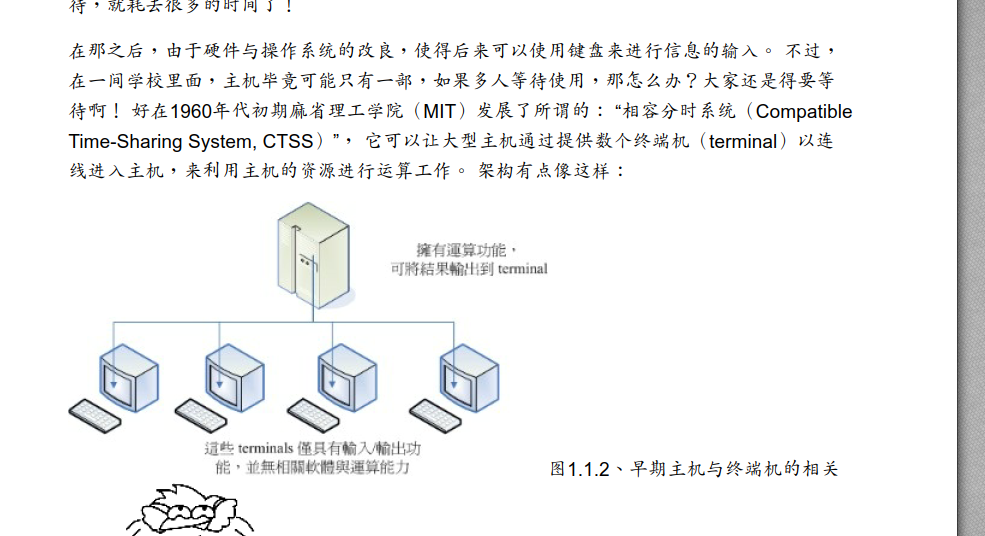 待，就耗去很多的时间了！
在那之后，由于硬件与操作系统的改良，使得后来可以使用键盘来进行信息的输入。 不过，
在一间学校里面，主机毕竟可能只有一部，如果多人等待使用，那怎么办？大家还是得要等
待啊！ 好在1960年代初期麻省理工学院（MIT）发展了所谓的： “相容分时系统（Compatible
Time-Sharing System, CTSS）”， 它可以让大型主机通过提供数个终端机（terminal）以连
线进入主机，来利用主机的资源进行运算工作。 架构有点像这样：
擁有運算功能，
可將結果輸出到 terminal
這些 terminals 僅具有輸入/輸出功
能，並無相關軟體與運算能力
图1.1.2、早期主机与终端机的相关